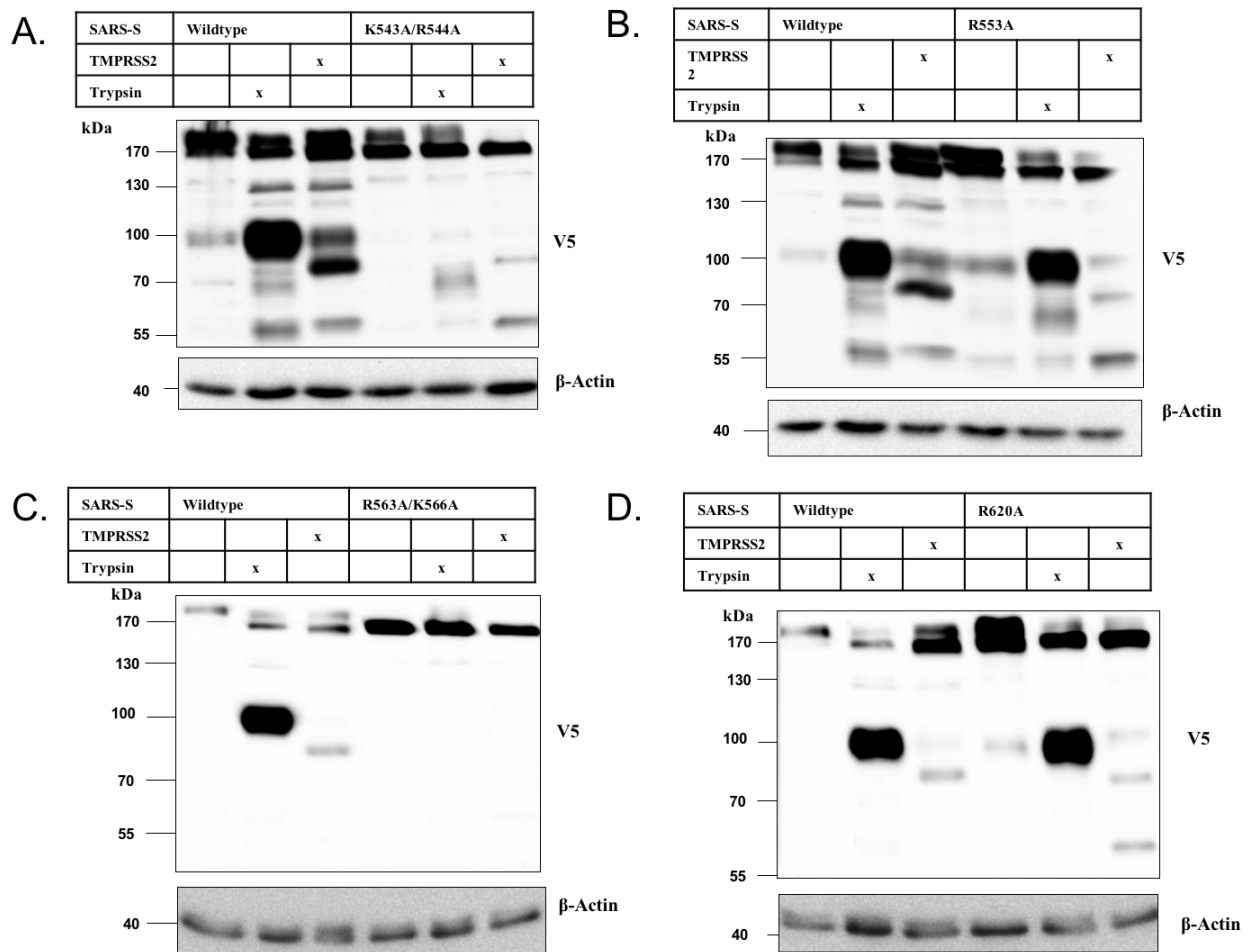 A.
SARS-S Wildtype K543A/R544A
TMPRSS2 x x
Trypsin x x
kDa
170
130
100
70
55
V5
40
β-Actin
B.
SARS-S Wildtype R553A
TMPRSS
2 x x
Trypsin x x
kDa
170
130
100
70
55
V5
40
β-Actin
C.
SARS-S Wildtype R563A/K566A
TMPRSS2 x x
Trypsin x x
kDa
170
130
100
70
55
V5
40
β-Actin
D.
SARS-S Wildtype R620A
TMPRSS2 x x
Trypsin x x
kDa
170
130
100
70
55
V5
40
β-Actin